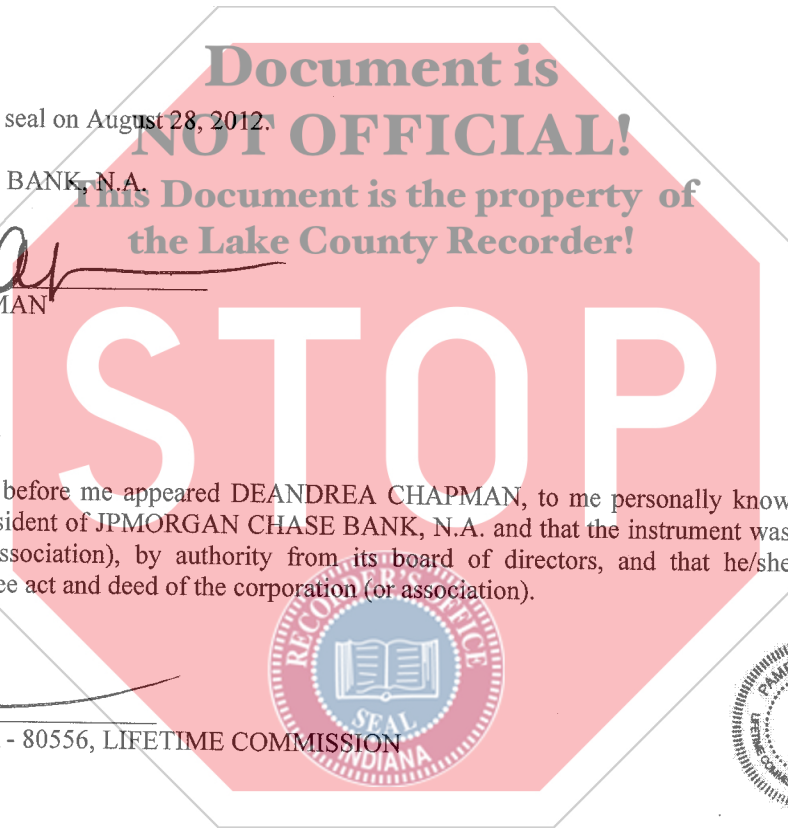 Document is
seal on August 28, 2012.
NOT OFFICIAL!
BANK, N.A.
This Document is the property of
the Lake County Recorder!
MAN
STOP
before me appeared DEANDREA CHAPMAN, to me personally know
sident of JPMORGAN CHASE BANK, N.A. and that the instrument was
ssociation), by authority from its board of directors, and that he/she
ee act and deed of the corporation (or association).
RECORDER'S OFFICE
SEAL
INDIANA
- 80556, LIFETIME COMMISSION
PAM
LIFETIME COMMIS